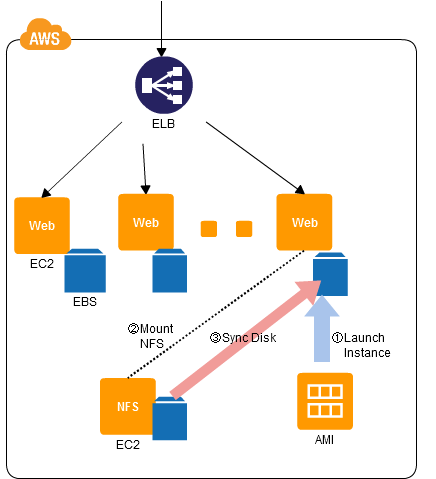 AWS
ELB
Web
Web
Web
EC2
EBS
②Mount
NFS
③Sync Disk
①Launch
Instance
NFS
EC2
AMI